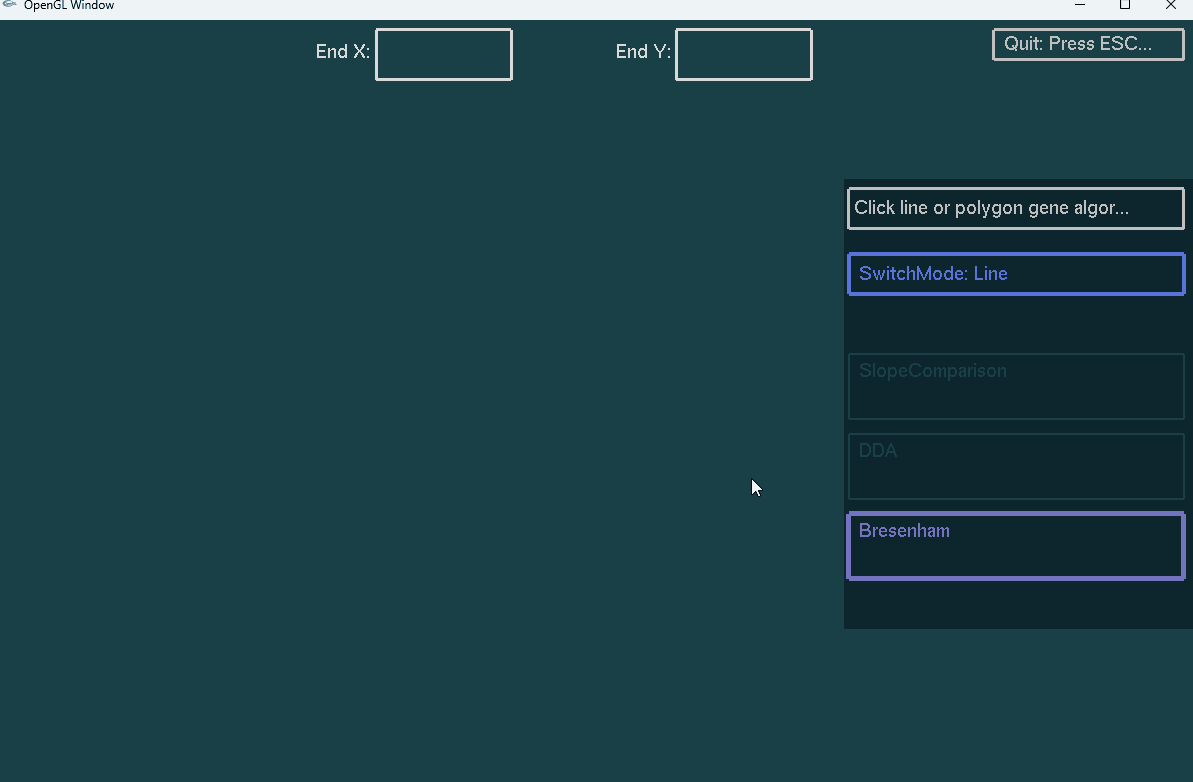 OpenGL Window
End X:
End Y:
Quit: Press ESC...
Click line or polygon gene algor...
SwitchMode: Line
SlopeComparison
DDA
Bresenham